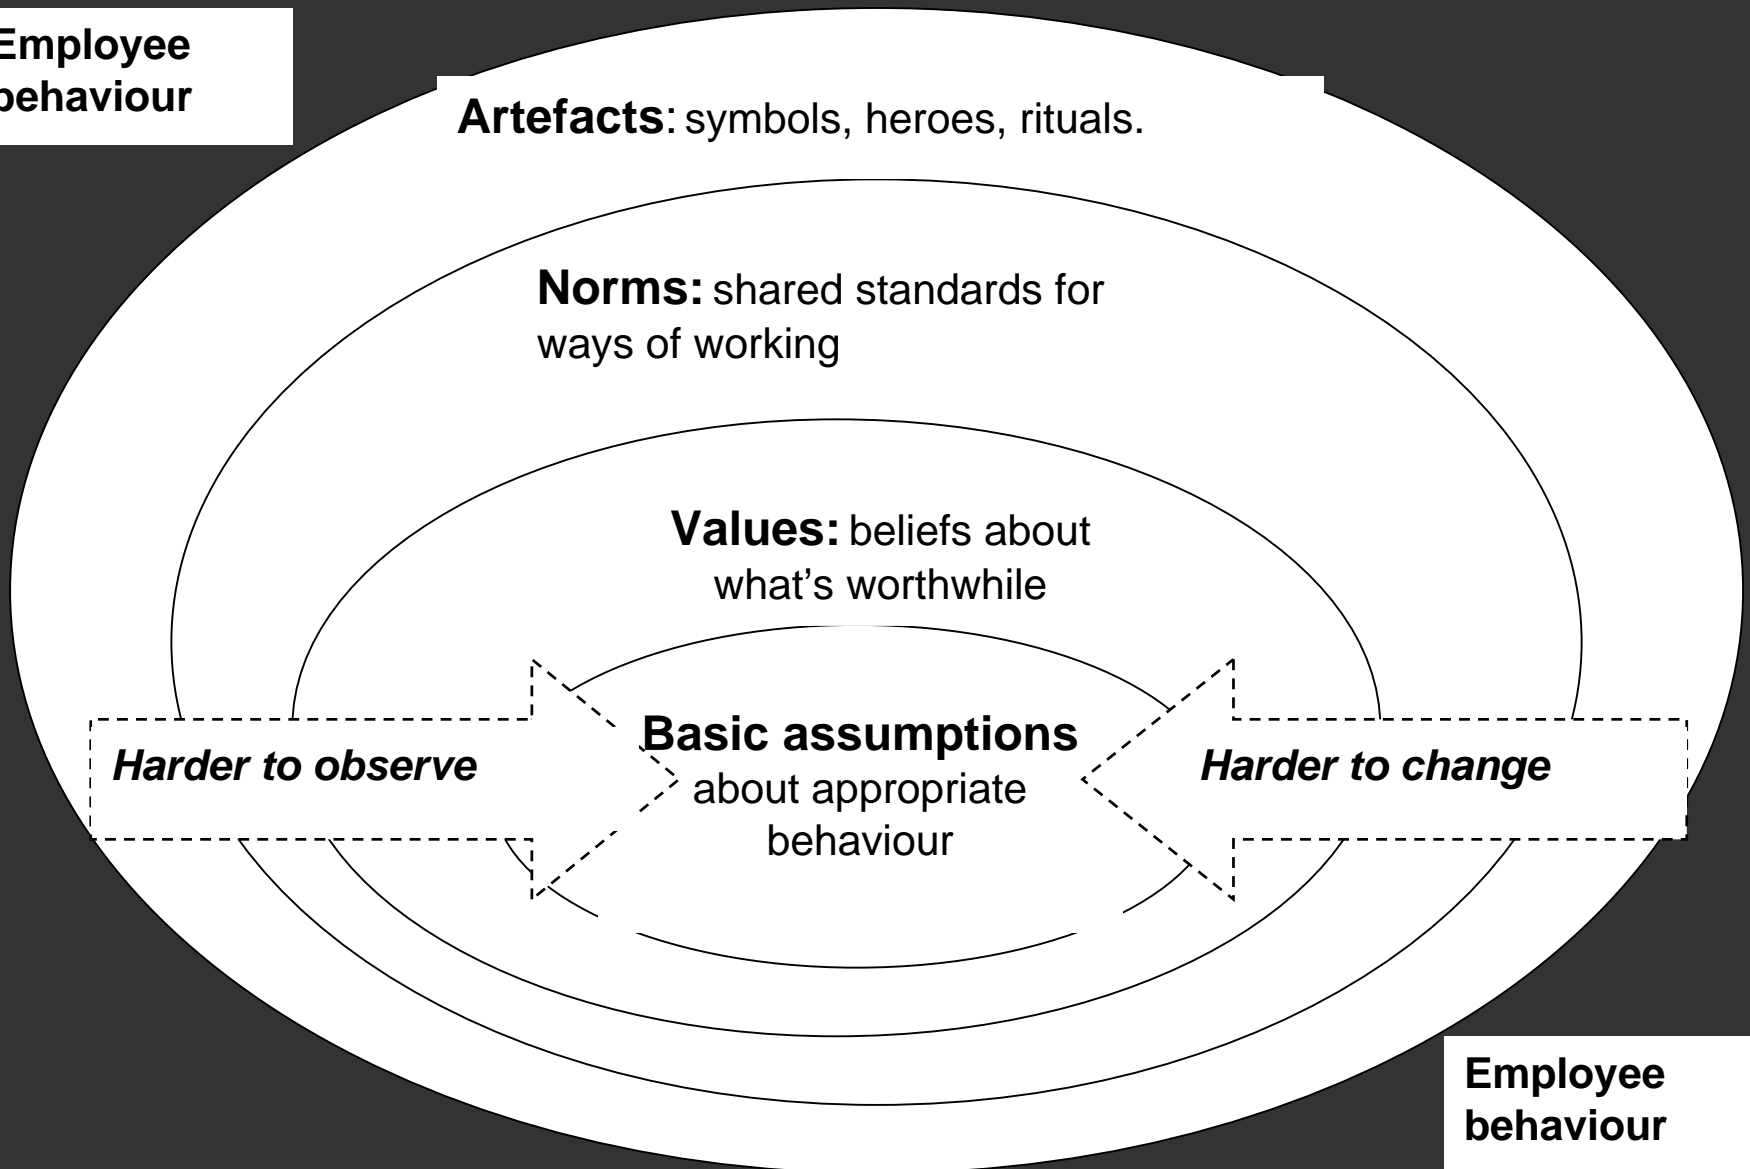 Employee
behaviour
Artefacts: symbols, heroes, rituals.
Norms: shared standards for
ways of working
Values: beliefs about
what’s worthwhile
Harder to observe
Basic assumptions
about appropriate
behaviour
Harder to change
Employee
behaviour